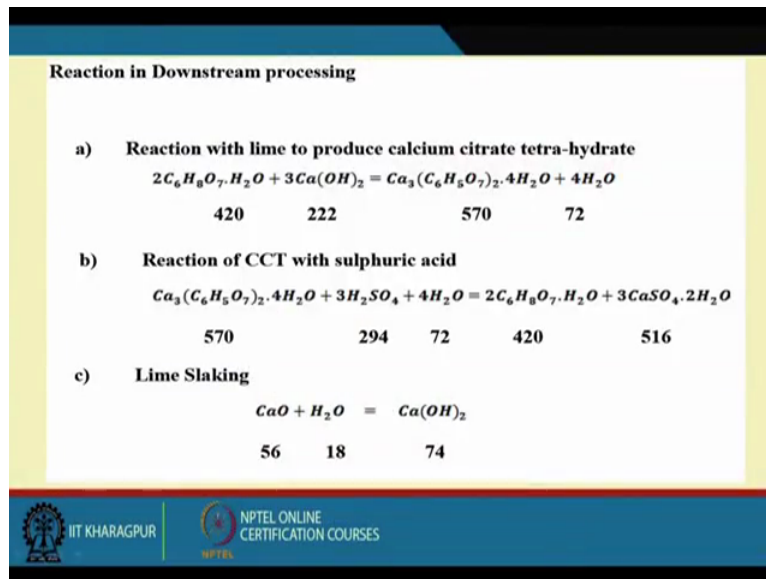 Reaction in Downstream processing
a) Reaction with lime to produce calcium citrate tetra-hydrate
2C₆H₈O₇.H₂O + 3Ca(OH)₂ = Ca₃(C₆H₅O₇)₂.4H₂O + 4H₂O
420 222 570 72
b) Reaction of CCT with sulphuric acid
Ca₃(C₆H₅O₇)₂.4H₂O + 3H₂SO₄ + 4H₂O = 2C₆H₈O₇.H₂O + 3CaSO₄.2H₂O
570 294 72 420 516
c) Lime Slaking
CaO + H₂O = Ca(OH)₂
56 18 74
IIT KHARAGPUR
NPTEL ONLINE
CERTIFICATION COURSES
NPTEL